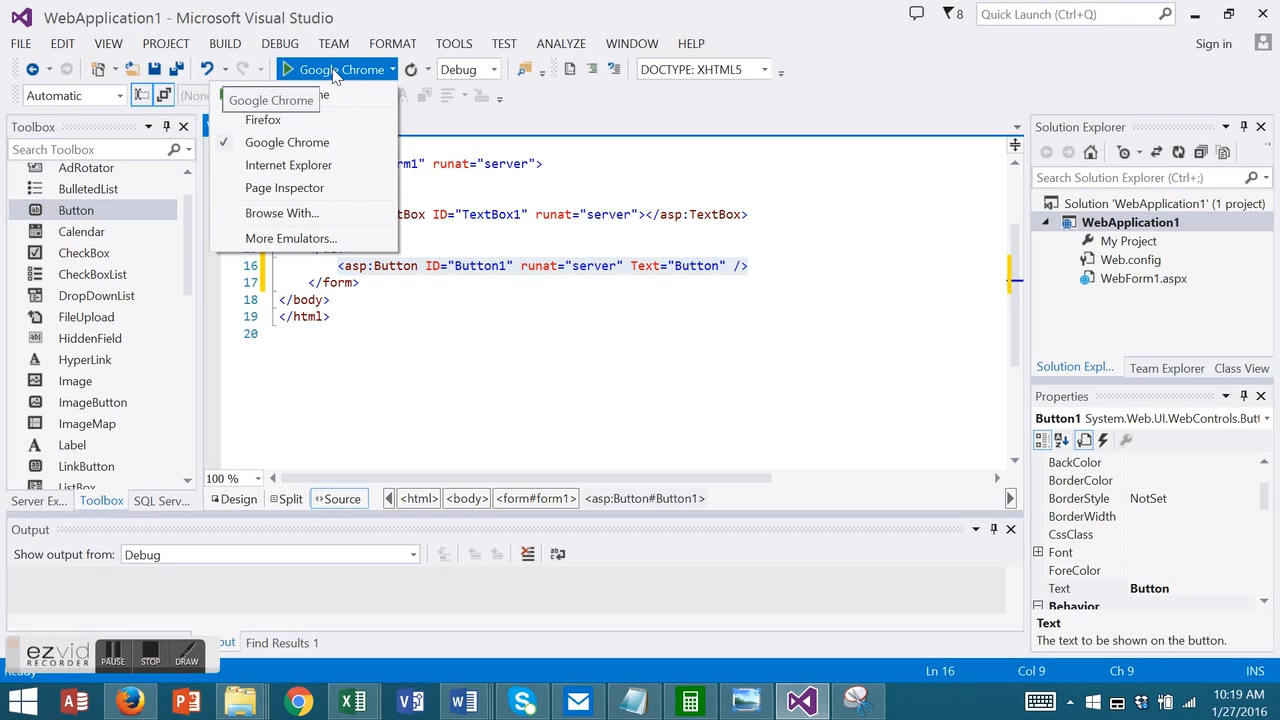 WebApplication1 - Microsoft Visual Studio
8
Quick Launch (Ctrl+Q)
FILE EDIT VIEW PROJECT BUILD DEBUG TEAM FORMAT TOOLS TEST ANALYZE WINDOW HELP
Sign in
Google Chrome
Debug
DOCTYPE: XHTML5
Automatic
Google Chrome
Firefox
Google Chrome
Internet Explorer
Page Inspector
Browse With...
More Emulators...
Toolbox
Search Toolbox
AdRotator
BulletedList
Button
Calendar
CheckBox
CheckBoxList
DropDownList
FileUpload
HiddenField
HyperLink
Image
ImageButton
ImageMap
Label
LinkButton
ListBox
Server Ex... Toolbox SQL Serv...
runat="server">
ID="TextBox1" runat="server"></asp:TextBox>
16 <asp:Button ID="Button1" runat="server" Text="Button" />
17 </form>
18 </body>
19 </html>
20
100 %
Design Split Source <html> <body> <form#form1> <asp:Button#Button1>
Solution Explorer
Search Solution Explorer (Ctrl+;)
Solution 'WebApplication1' (1 project)
WebApplication1
My Project
Web.config
WebForm1.aspx
Solution Expl... Team Explorer Class View
Properties
Button1 System.Web.UI.WebControls.But
BackColor
BorderColor
BorderStyle NotSet
BorderWidth
CssClass
Font
ForeColor
Text Button
Behavior
Text
The text to be shown on the button.
Output
Show output from: Debug
Find Results 1
ezvid
RECORDER
PAUSE STOP DRAW
Ln 16 Col 9 Ch 9 INS
10:19 AM
1/27/2016